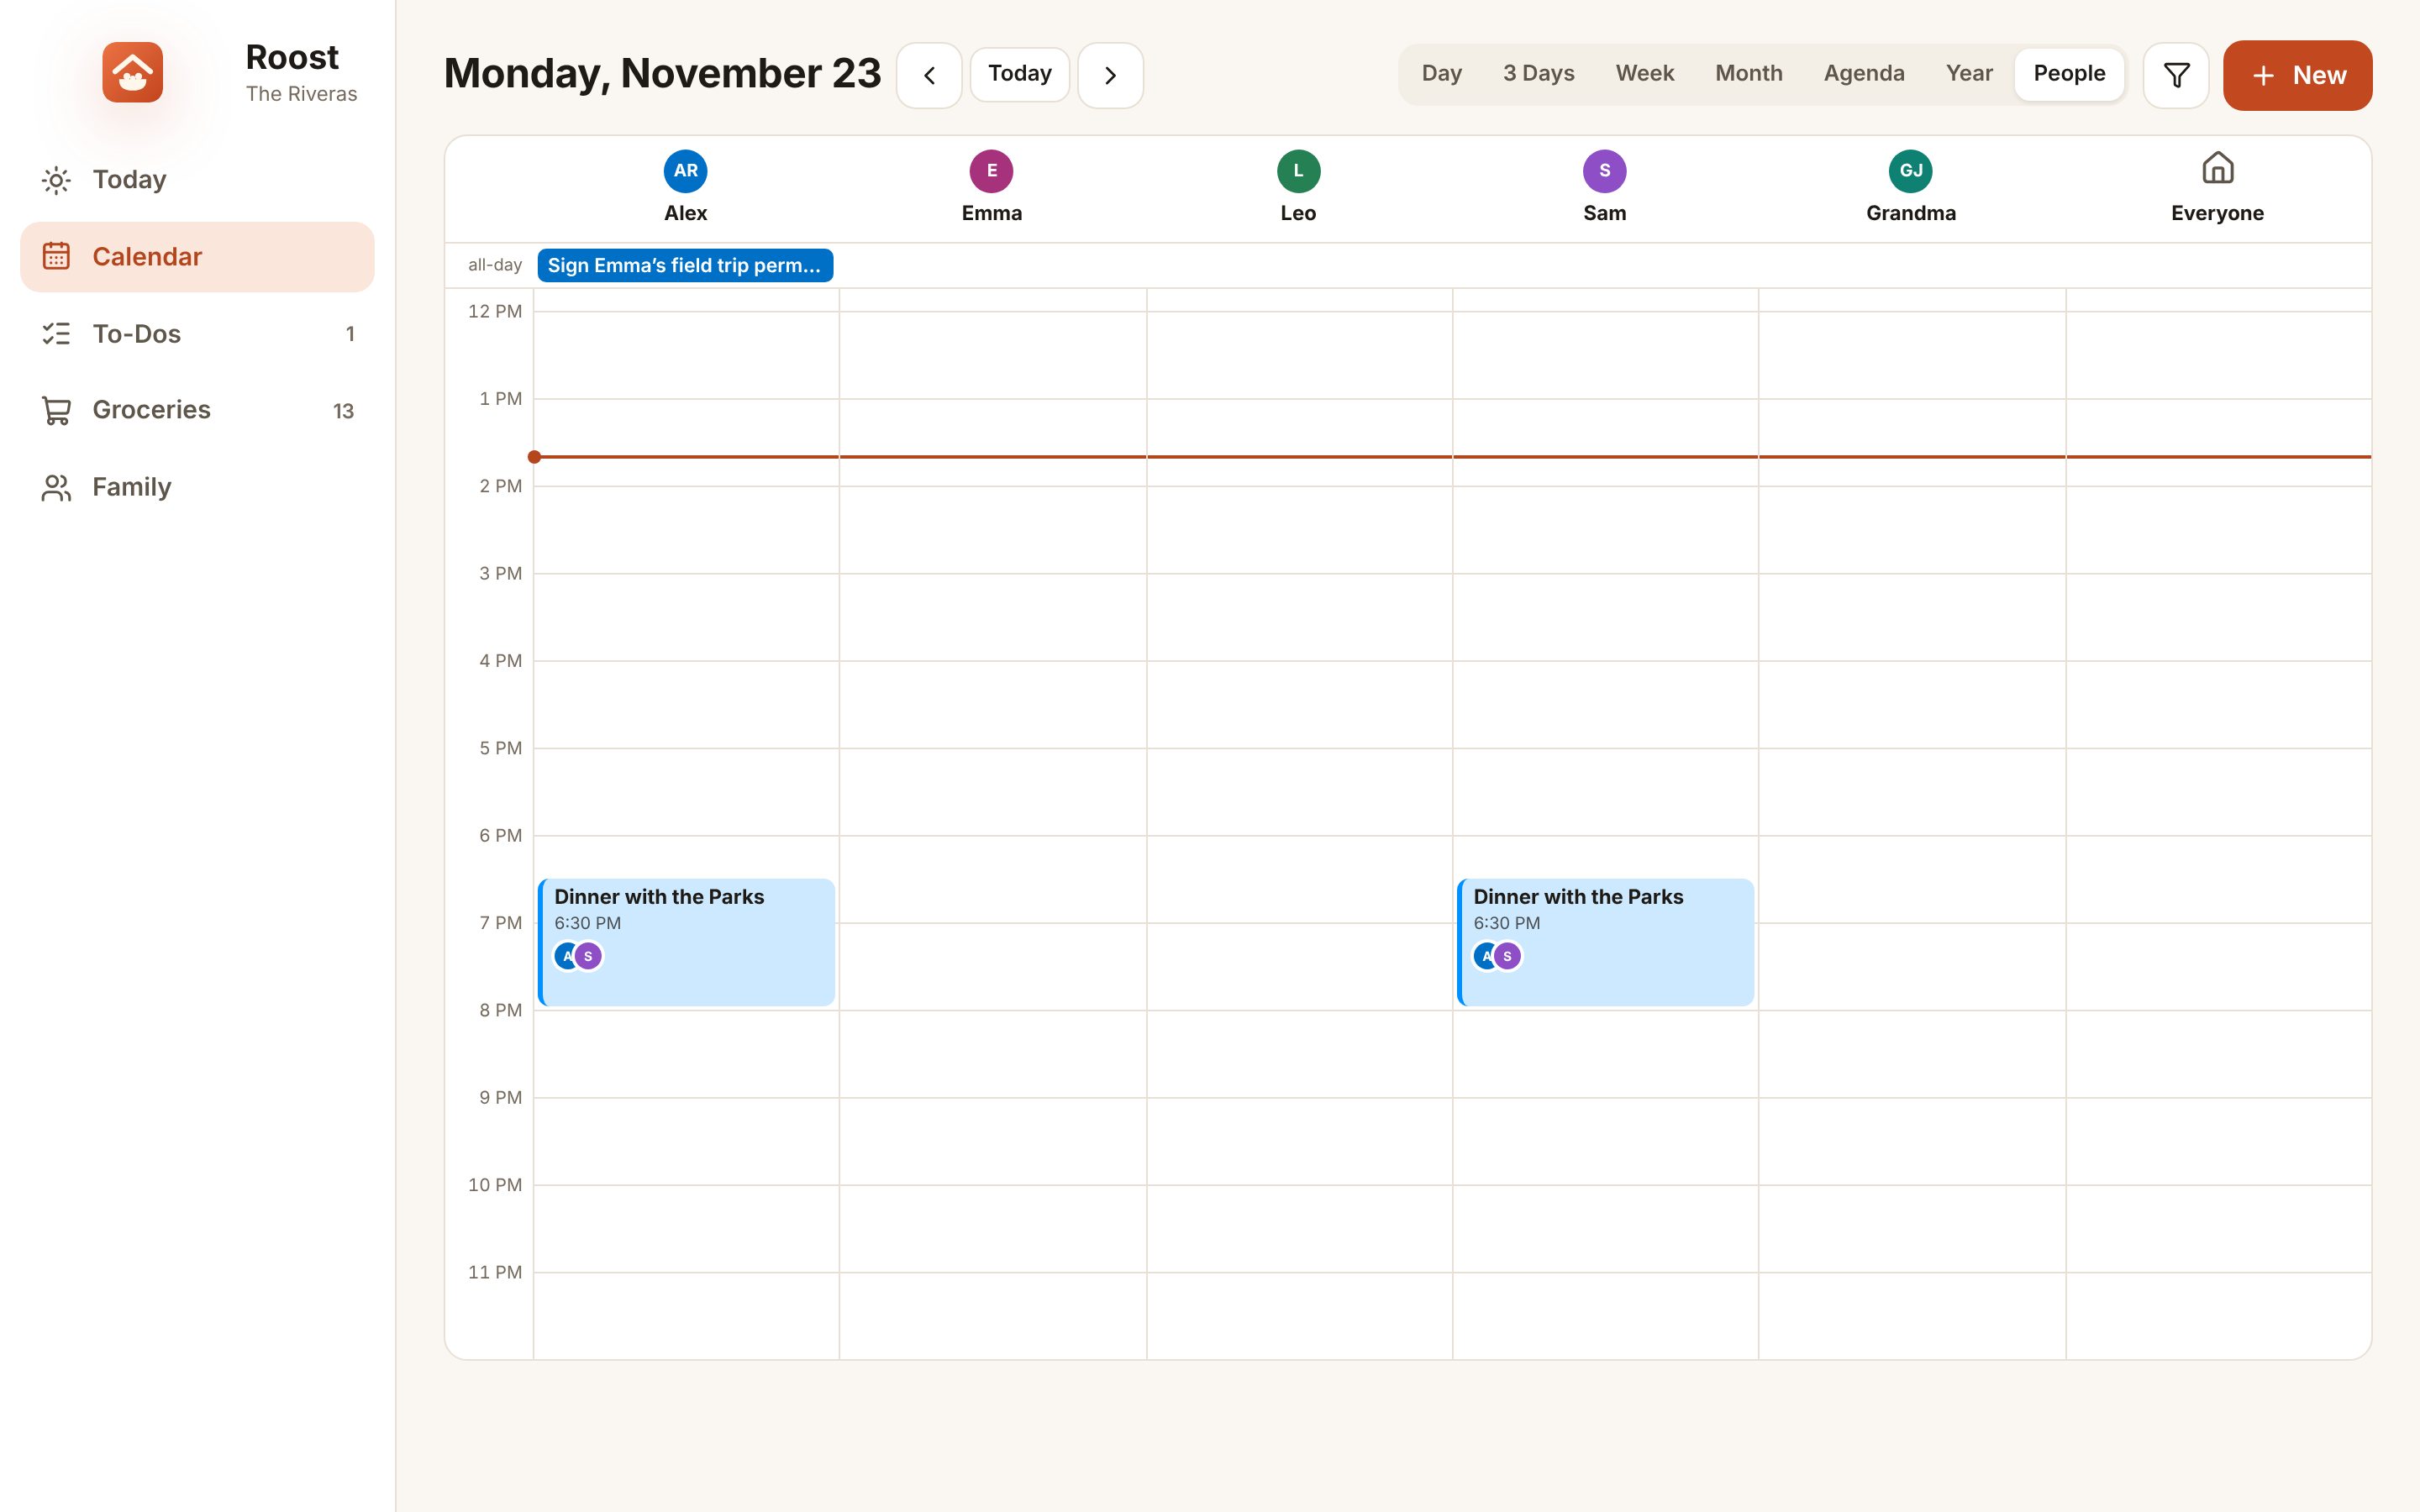 Roost
The Riveras
Today
Calendar
To-Dos 1
Groceries 13
Family
Monday, November 23 Today
Day 3 Days Week Month Agenda Year People New
AR E L S GJ
Alex Emma Leo Sam Grandma Everyone
all-day Sign Emma’s field trip perm...
12 PM
1 PM
2 PM
3 PM
4 PM
5 PM
6 PM
Dinner with the Parks Dinner with the Parks
7 PM 6:30 PM 6:30 PM
A S A S
8 PM
9 PM
10 PM
11 PM